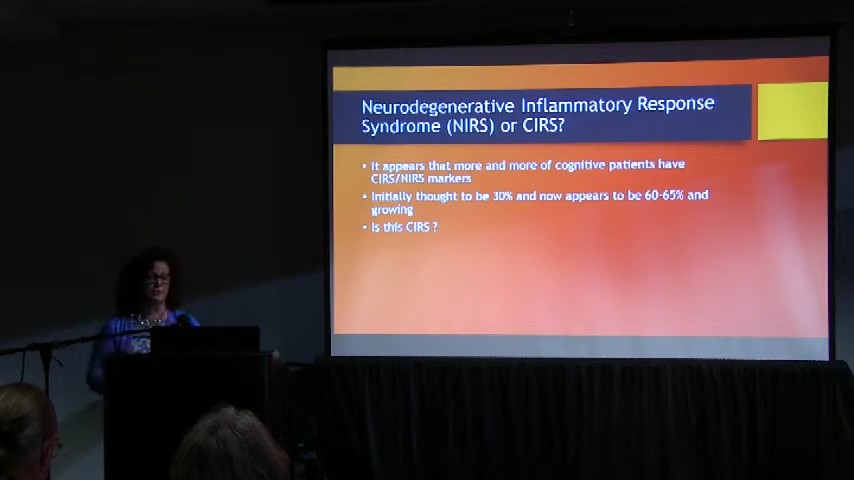 Neurodegenerative Inflammatory Response
Syndrome (NIRS) or CIRS?
• It appears that more and more of cognitive patients have
CIRS/NIRS markers
• Initially thought to be 30% and now appears to be 60-65% and
growing
• Is this CIRS ?